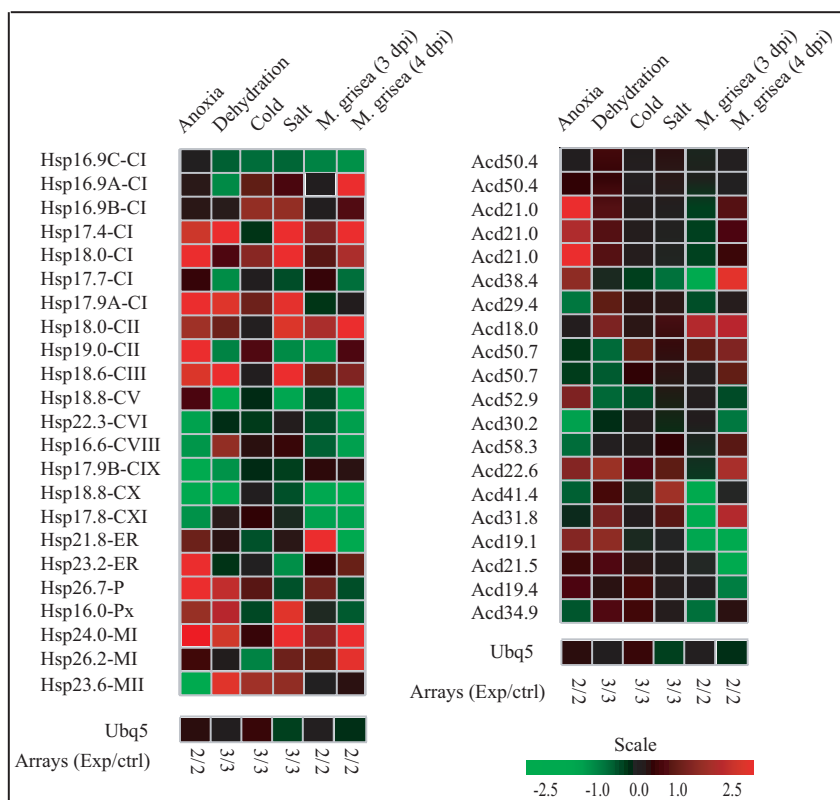 Anoxia
Dehydration
Cold
Salt
M. grisea (3 dpi)
M. grisea (4 dpi)
Hsp16.9C-CI
Hsp16.9A-CI
Hsp16.9B-CI
Hsp17.4-CI
Hsp18.0-CI
Hsp17.7-CI
Hsp17.9A-CI
Hsp18.0-CII
Hsp19.0-CII
Hsp18.6-CIII
Hsp18.8-CV
Hsp22.3-CVI
Hsp16.6-CVIII
Hsp17.9B-CIX
Hsp18.8-CX
Hsp17.8-CXI
Hsp21.8-ER
Hsp23.2-ER
Hsp26.7-P
Hsp16.0-Px
Hsp24.0-MI
Hsp26.2-MI
Hsp23.6-MII
Ubq5
Arrays (Exp/ctrl)
2/2
3/3
3/3
3/3
2/2
2/2
Anoxia
Dehydration
Cold
Salt
M. grisea (3 dpi)
M. grisea (4 dpi)
Acd50.4
Acd50.4
Acd21.0
Acd21.0
Acd21.0
Acd38.4
Acd29.4
Acd18.0
Acd50.7
Acd50.7
Acd52.9
Acd30.2
Acd58.3
Acd22.6
Acd41.4
Acd31.8
Acd19.1
Acd21.5
Acd19.4
Acd34.9
Ubq5
Arrays (Exp/ctrl)
2/2
3/3
3/3
3/3
2/2
2/2
Scale
-2.5 -1.0 0.0 1.0 2.5